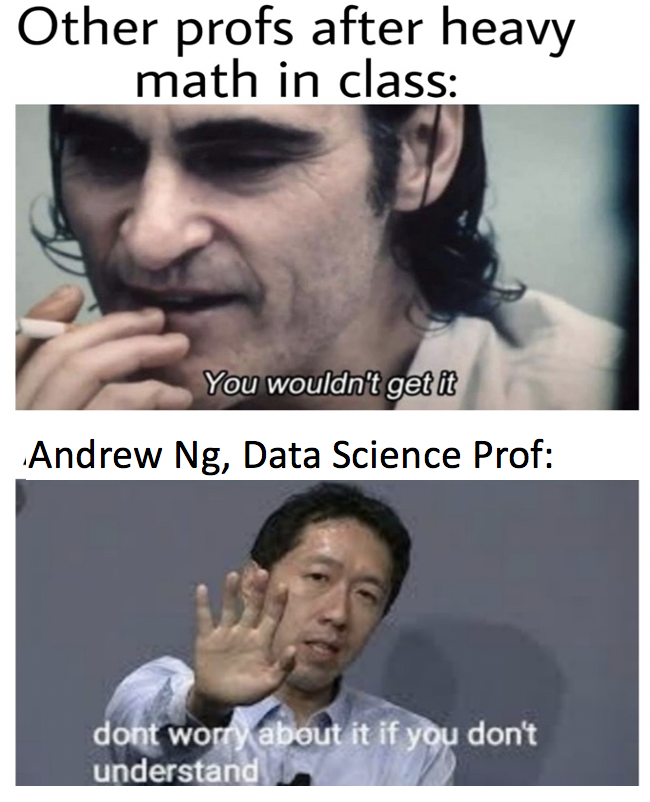 Other profs after heavy
math in class:
You wouldn't get it
Andrew Ng, Data Science Prof:
dont worry about it if you don't
understand